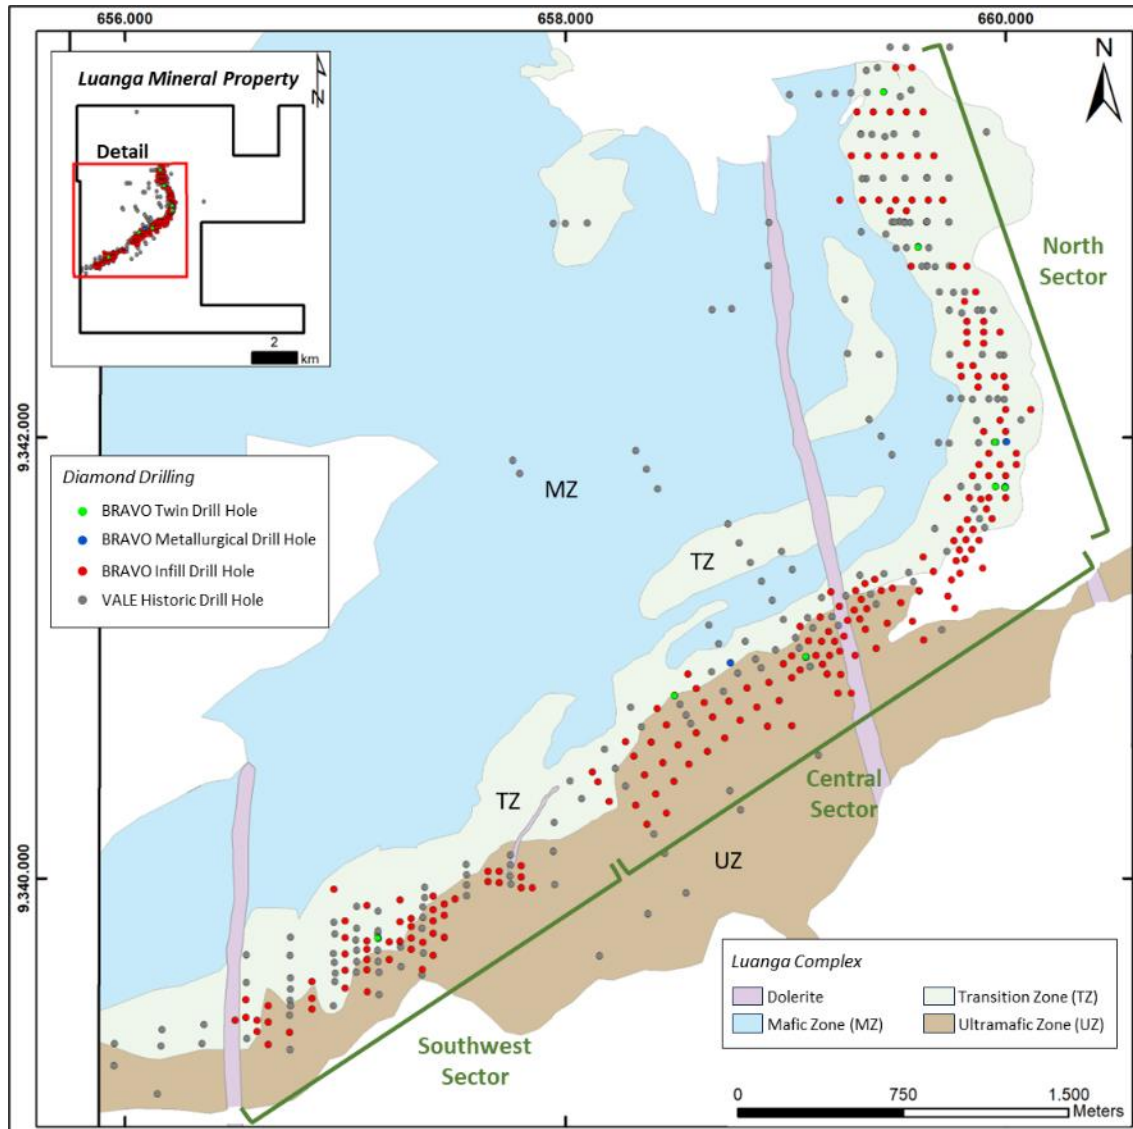 656.000
658.000
660.000
Luanga Mineral Property
N
Detail
2
km
N
North
Sector
9.342.000
Diamond Drilling
BRAVO Twin Drill Hole
BRAVO Metallurgical Drill Hole
BRAVO Infill Drill Hole
VALE Historic Drill Hole
MZ
TZ
TZ
Central
Sector
UZ
9.340.000
Southwest
Sector
Luanga Complex
Dolerite
Transition Zone (TZ)
Mafic Zone (MZ)
Ultramafic Zone (UZ)
0
750
1.500
Meters